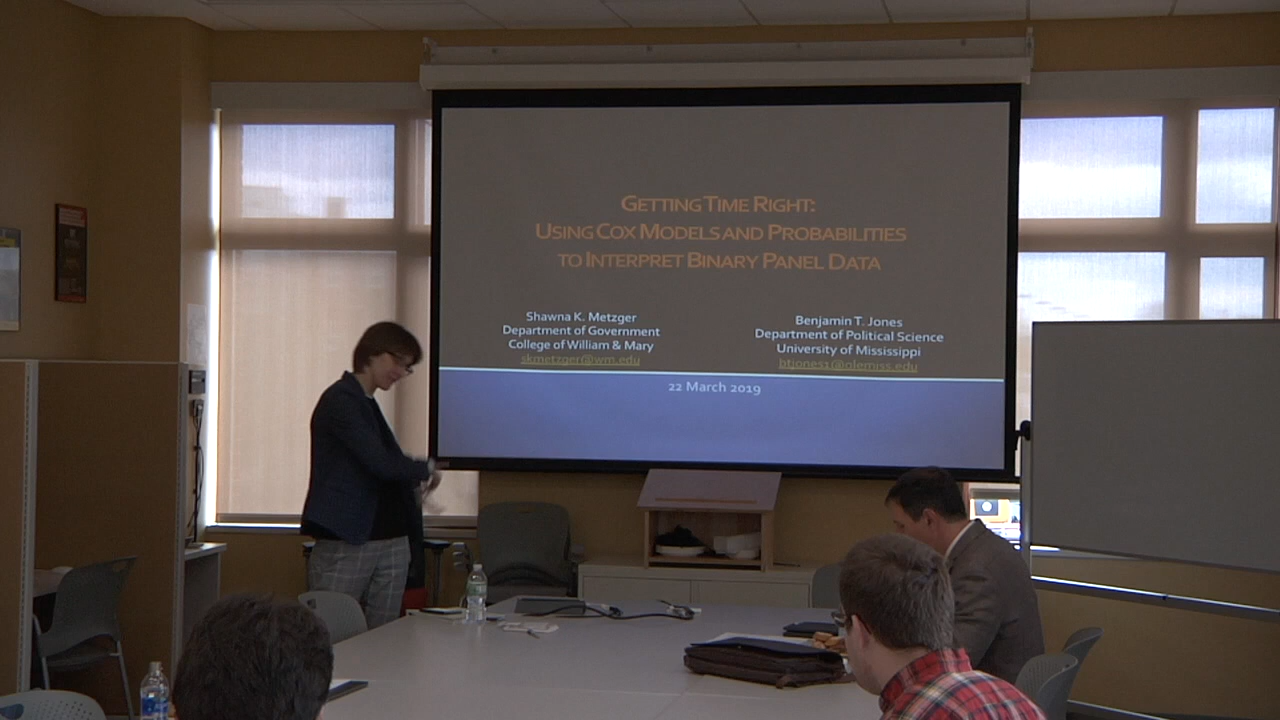 GETTING TIME RIGHT:
USING COX MODELS AND PROBABILITIES
TO INTERPRET BINARY PANEL DATA
Shawna K. Metzger
Department of Government
College of William & Mary
skmetzger@wm.edu
Benjamin T. Jones
Department of Political Science
University of Mississippi
btjones1@olemiss.edu
22 March 2019